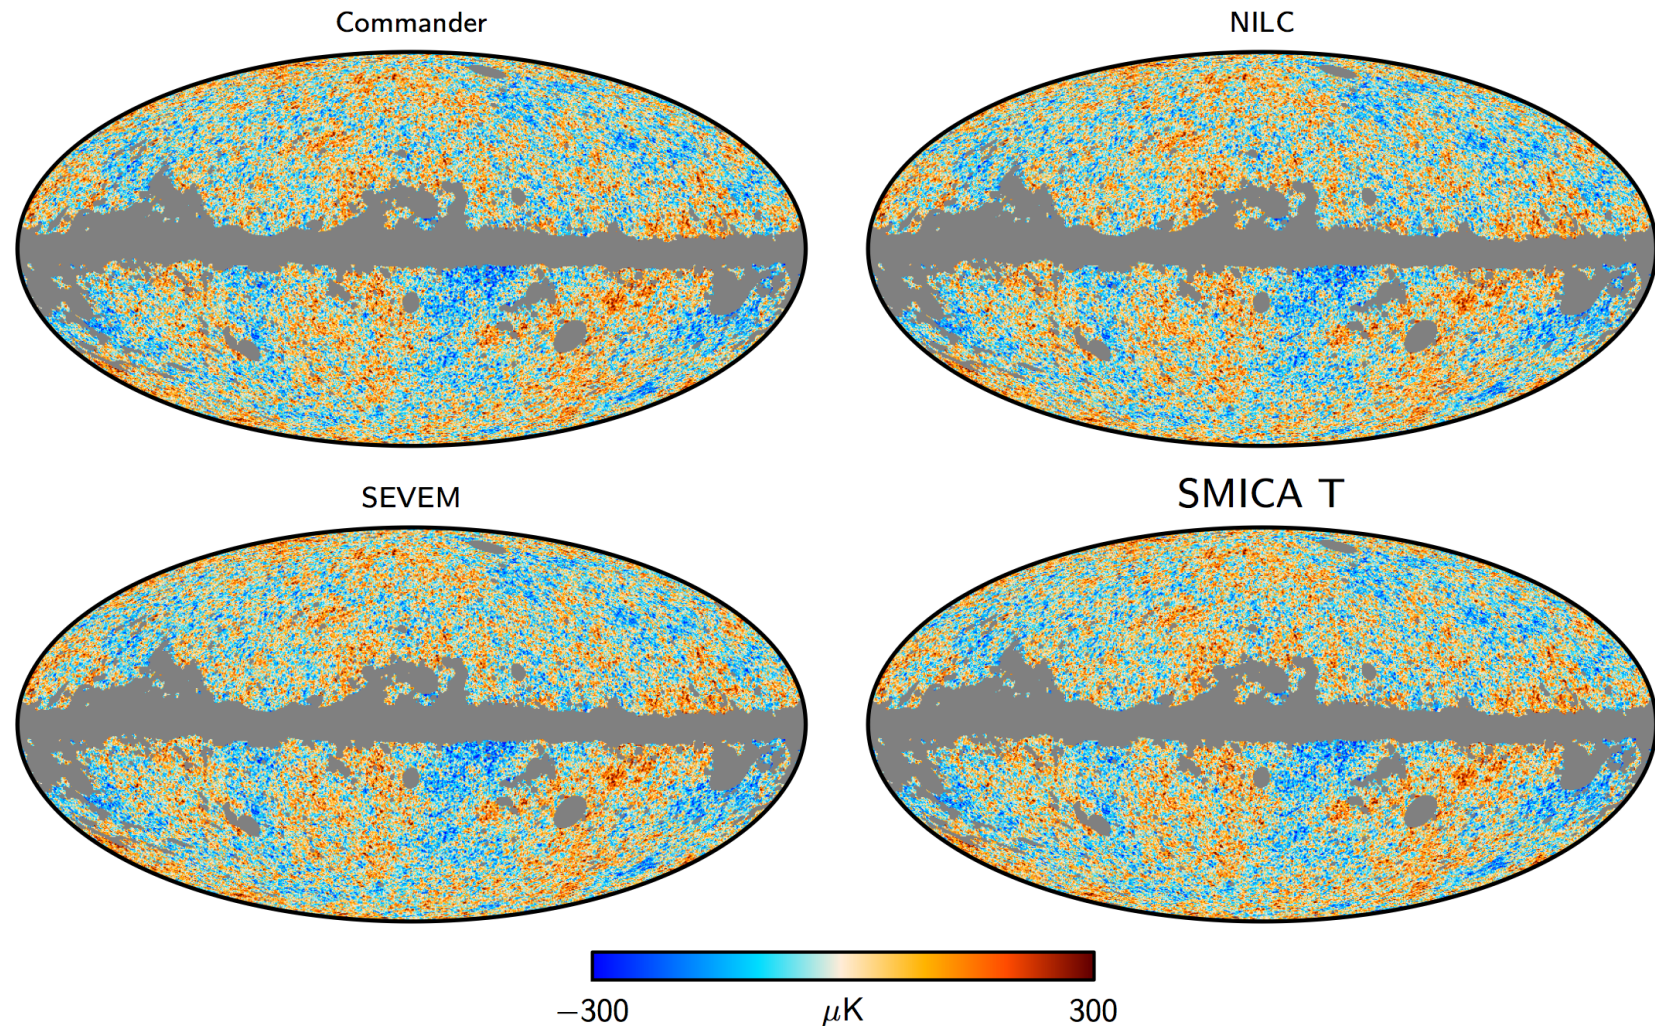 Commander
NILC
SEVEM
SMICA T
−300 μK 300